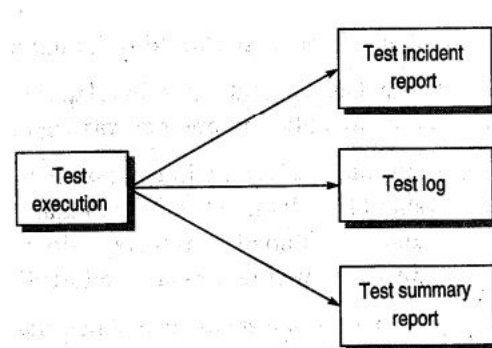 Test incident
report
Test
execution
Test log
Test summary
report